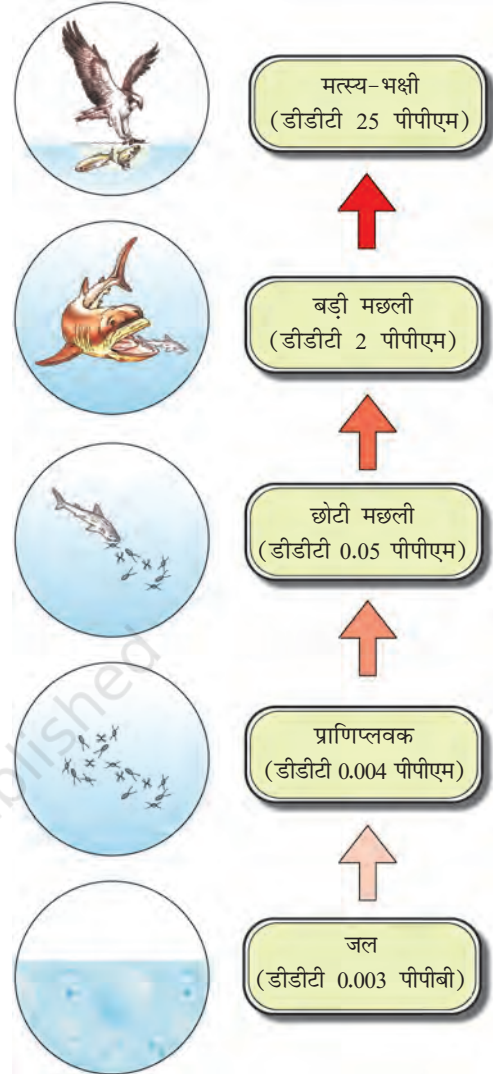 मत्स्य-भक्षी
(डीडीटी 25 पीपीएम)
बड़ी मछली
(डीडीटी 2 पीपीएम)
छोटी मछली
(डीडीटी 0.05 पीपीएम)
प्राणिप्लवक
(डीडीटी 0.004 पीपीएम)
जल
(डीडीटी 0.003 पीपीबी)
blished